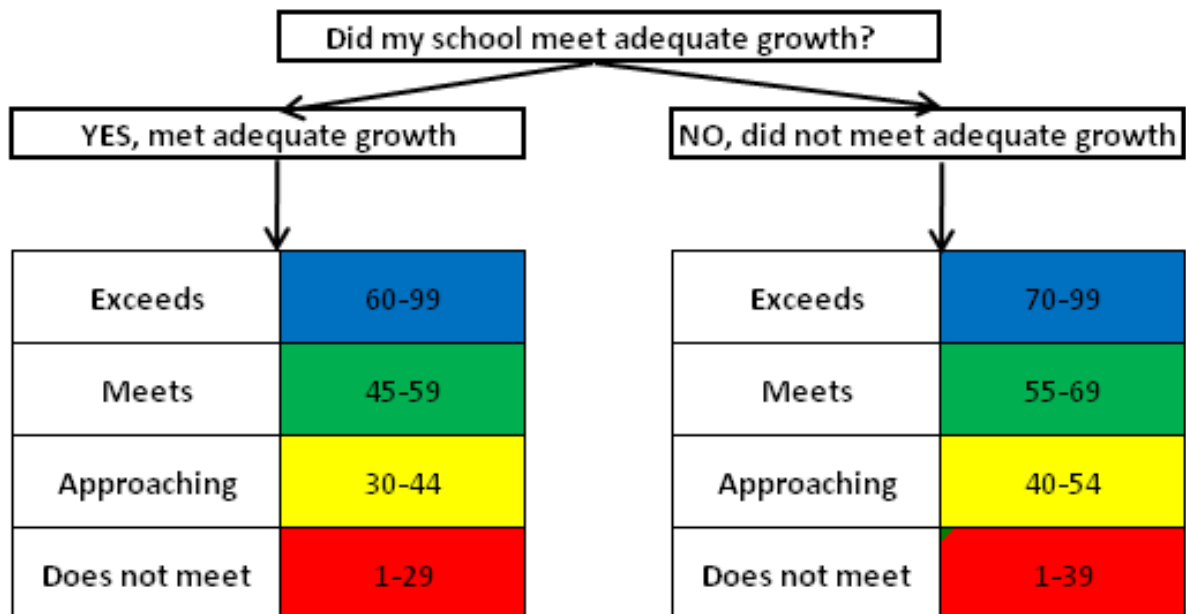 Did my school meet adequate growth?
YES, met adequate growth
NO, did not meet adequate growth
Exceeds 60-99
Meets 45-59
Approaching 30-44
Does not meet 1-29
Exceeds 70-99
Meets 55-69
Approaching 40-54
Does not meet 1-39